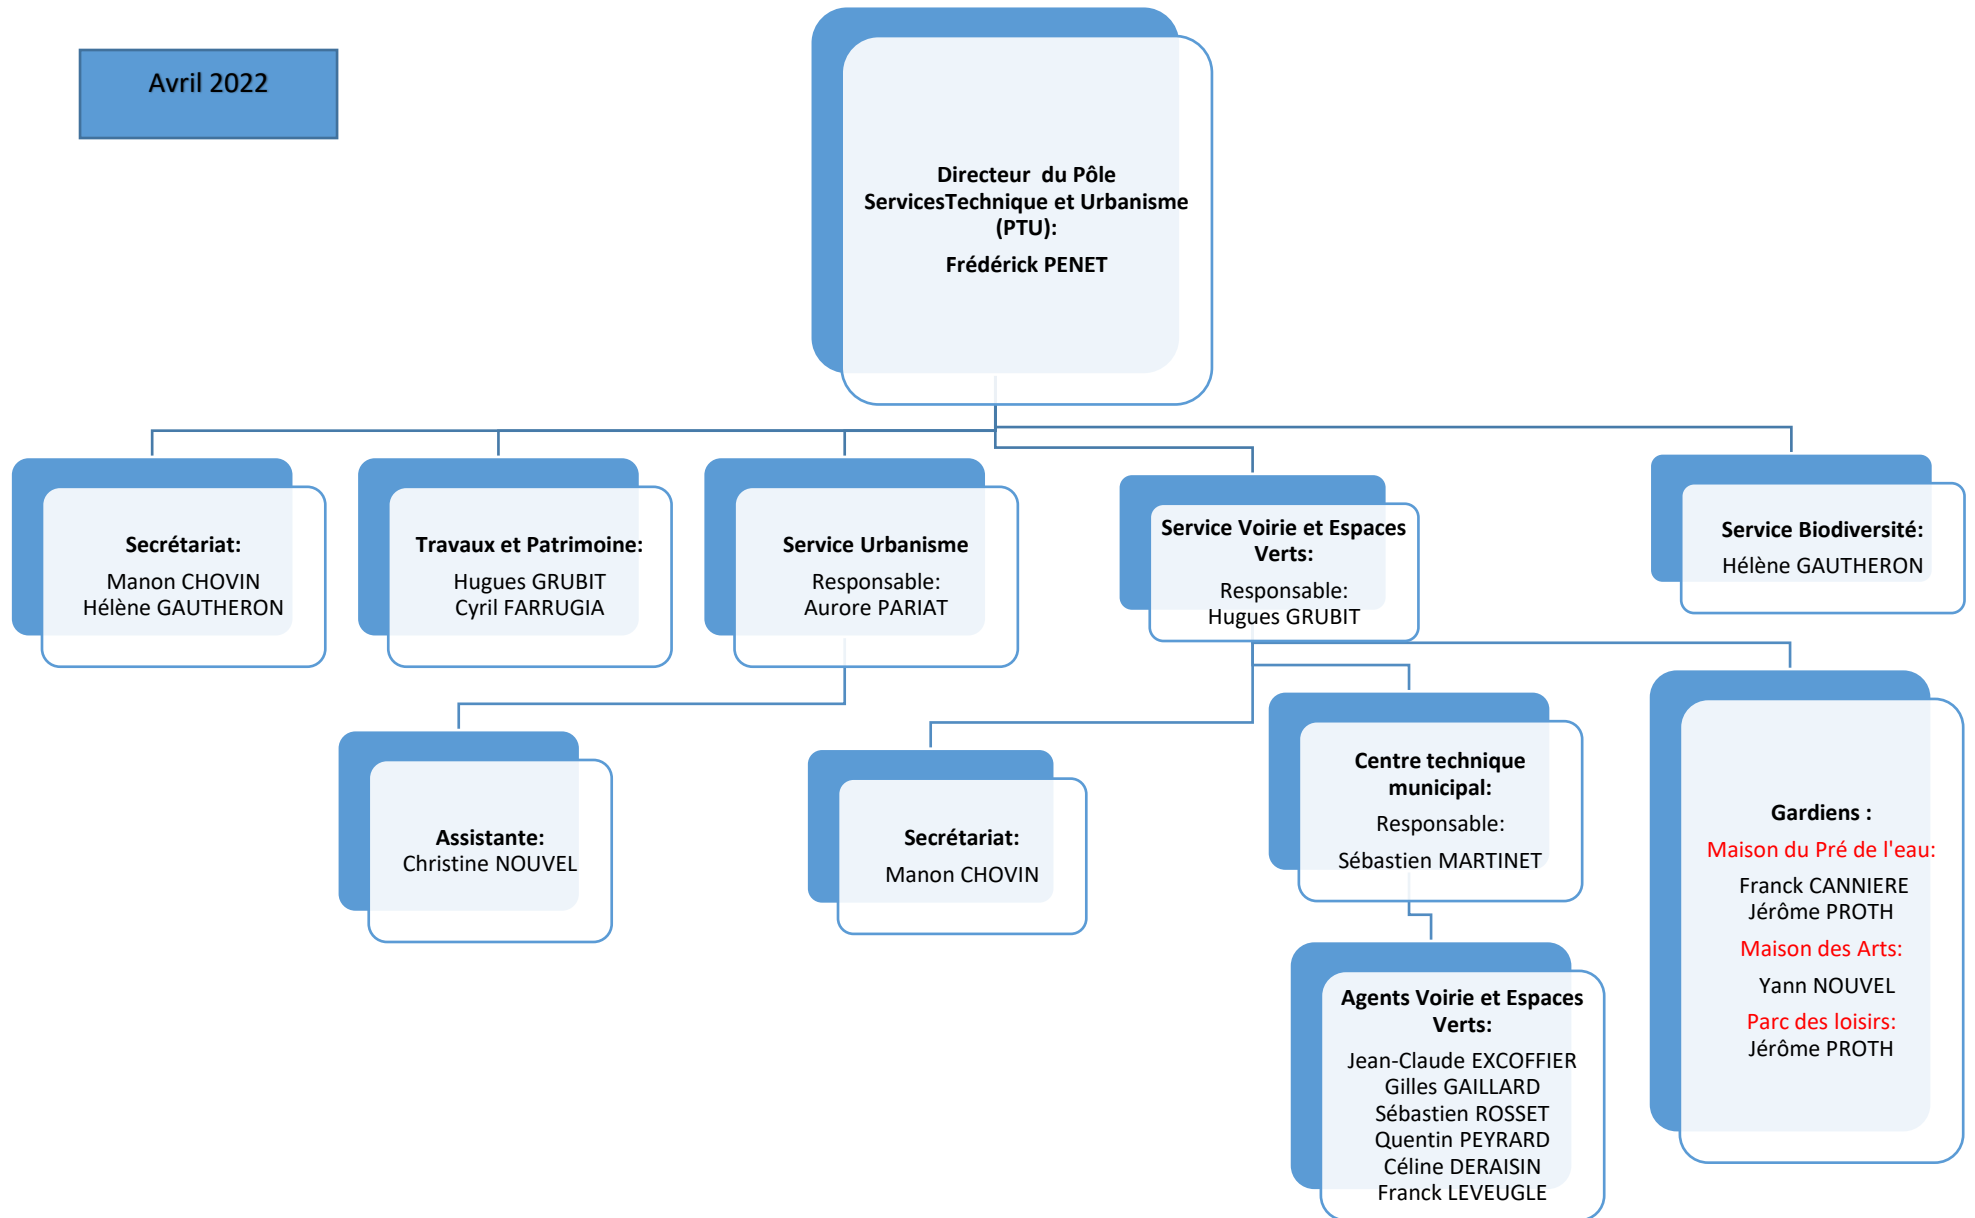 Avril 2022
Directeur  du Pôle
ServicesTechnique et Urbanisme
(PTU):
Frédérick PENET
Secrétariat:
Manon CHOVIN
Hélène GAUTHERON
Travaux et Patrimoine:
Hugues GRUBIT
Cyril FARRUGIA
Service Urbanisme
Responsable:
Aurore PARIAT
Service Voirie et Espaces
Verts:
Responsable:
Hugues GRUBIT
Service Biodiversité:
Hélène GAUTHERON
Assistante:
Christine NOUVEL
Secrétariat:
Manon CHOVIN
Centre technique
municipal:
Responsable:
Sébastien MARTINET
Agents Voirie et Espaces
Verts:
Jean-Claude EXCOFFIER
Gilles GAILLARD
Sébastien ROSSET
Quentin PEYRARD
Céline DERAISIN
Franck LEVEUGLE
Gardiens :
Maison du Pré de l'eau:
Franck CANNIERE
Jérôme PROTH
Maison des Arts:
Yann NOUVEL
Parc des loisirs:
Jérôme PROTH